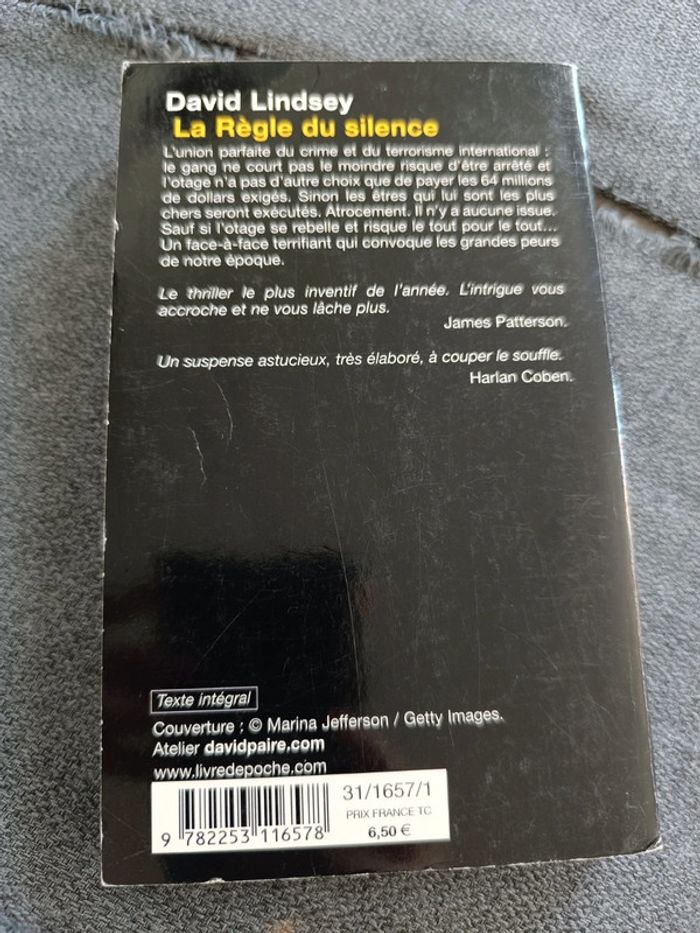 David Lindsey
La Règle du silence
L'union parfaite du crime et du terrorisme international :
le gang ne court pas le moindre risque d'être arrêté et
l'otage n'a pas d'autre choix que de payer les 64 millions
de dollars exigés. Sinon les êtres qui lui sont les plus
chers seront exécutés. Atrocement. Il n'y a aucune issue.
Sauf si l'otage se rebelle et risque le tout pour le tout...
Un face-à-face terrifiant qui convoque les grandes peurs
de notre époque.
Le thriller le plus inventif de l'année. L'intrigue vous
accroche et ne vous lâche plus.
James Patterson.
Un suspense astucieux, très élaboré, à couper le souffle.
Harlan Coben.
Texte intégral
Couverture : © Marina Jefferson / Getty Images.
Atelier davidpaire.com
www.livredepoche.com
31/1657/1
PRIX FRANCE TC
6,50 €
9 782253 116578